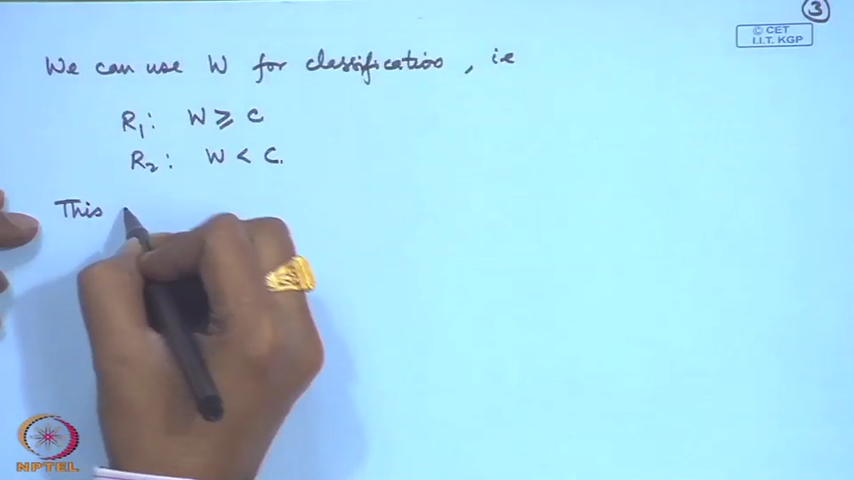 3
© CET
I.I.T. KGP
We can use W for classification, ie
R1: W ⩾ C
R2: W < C.
This
NPTEL